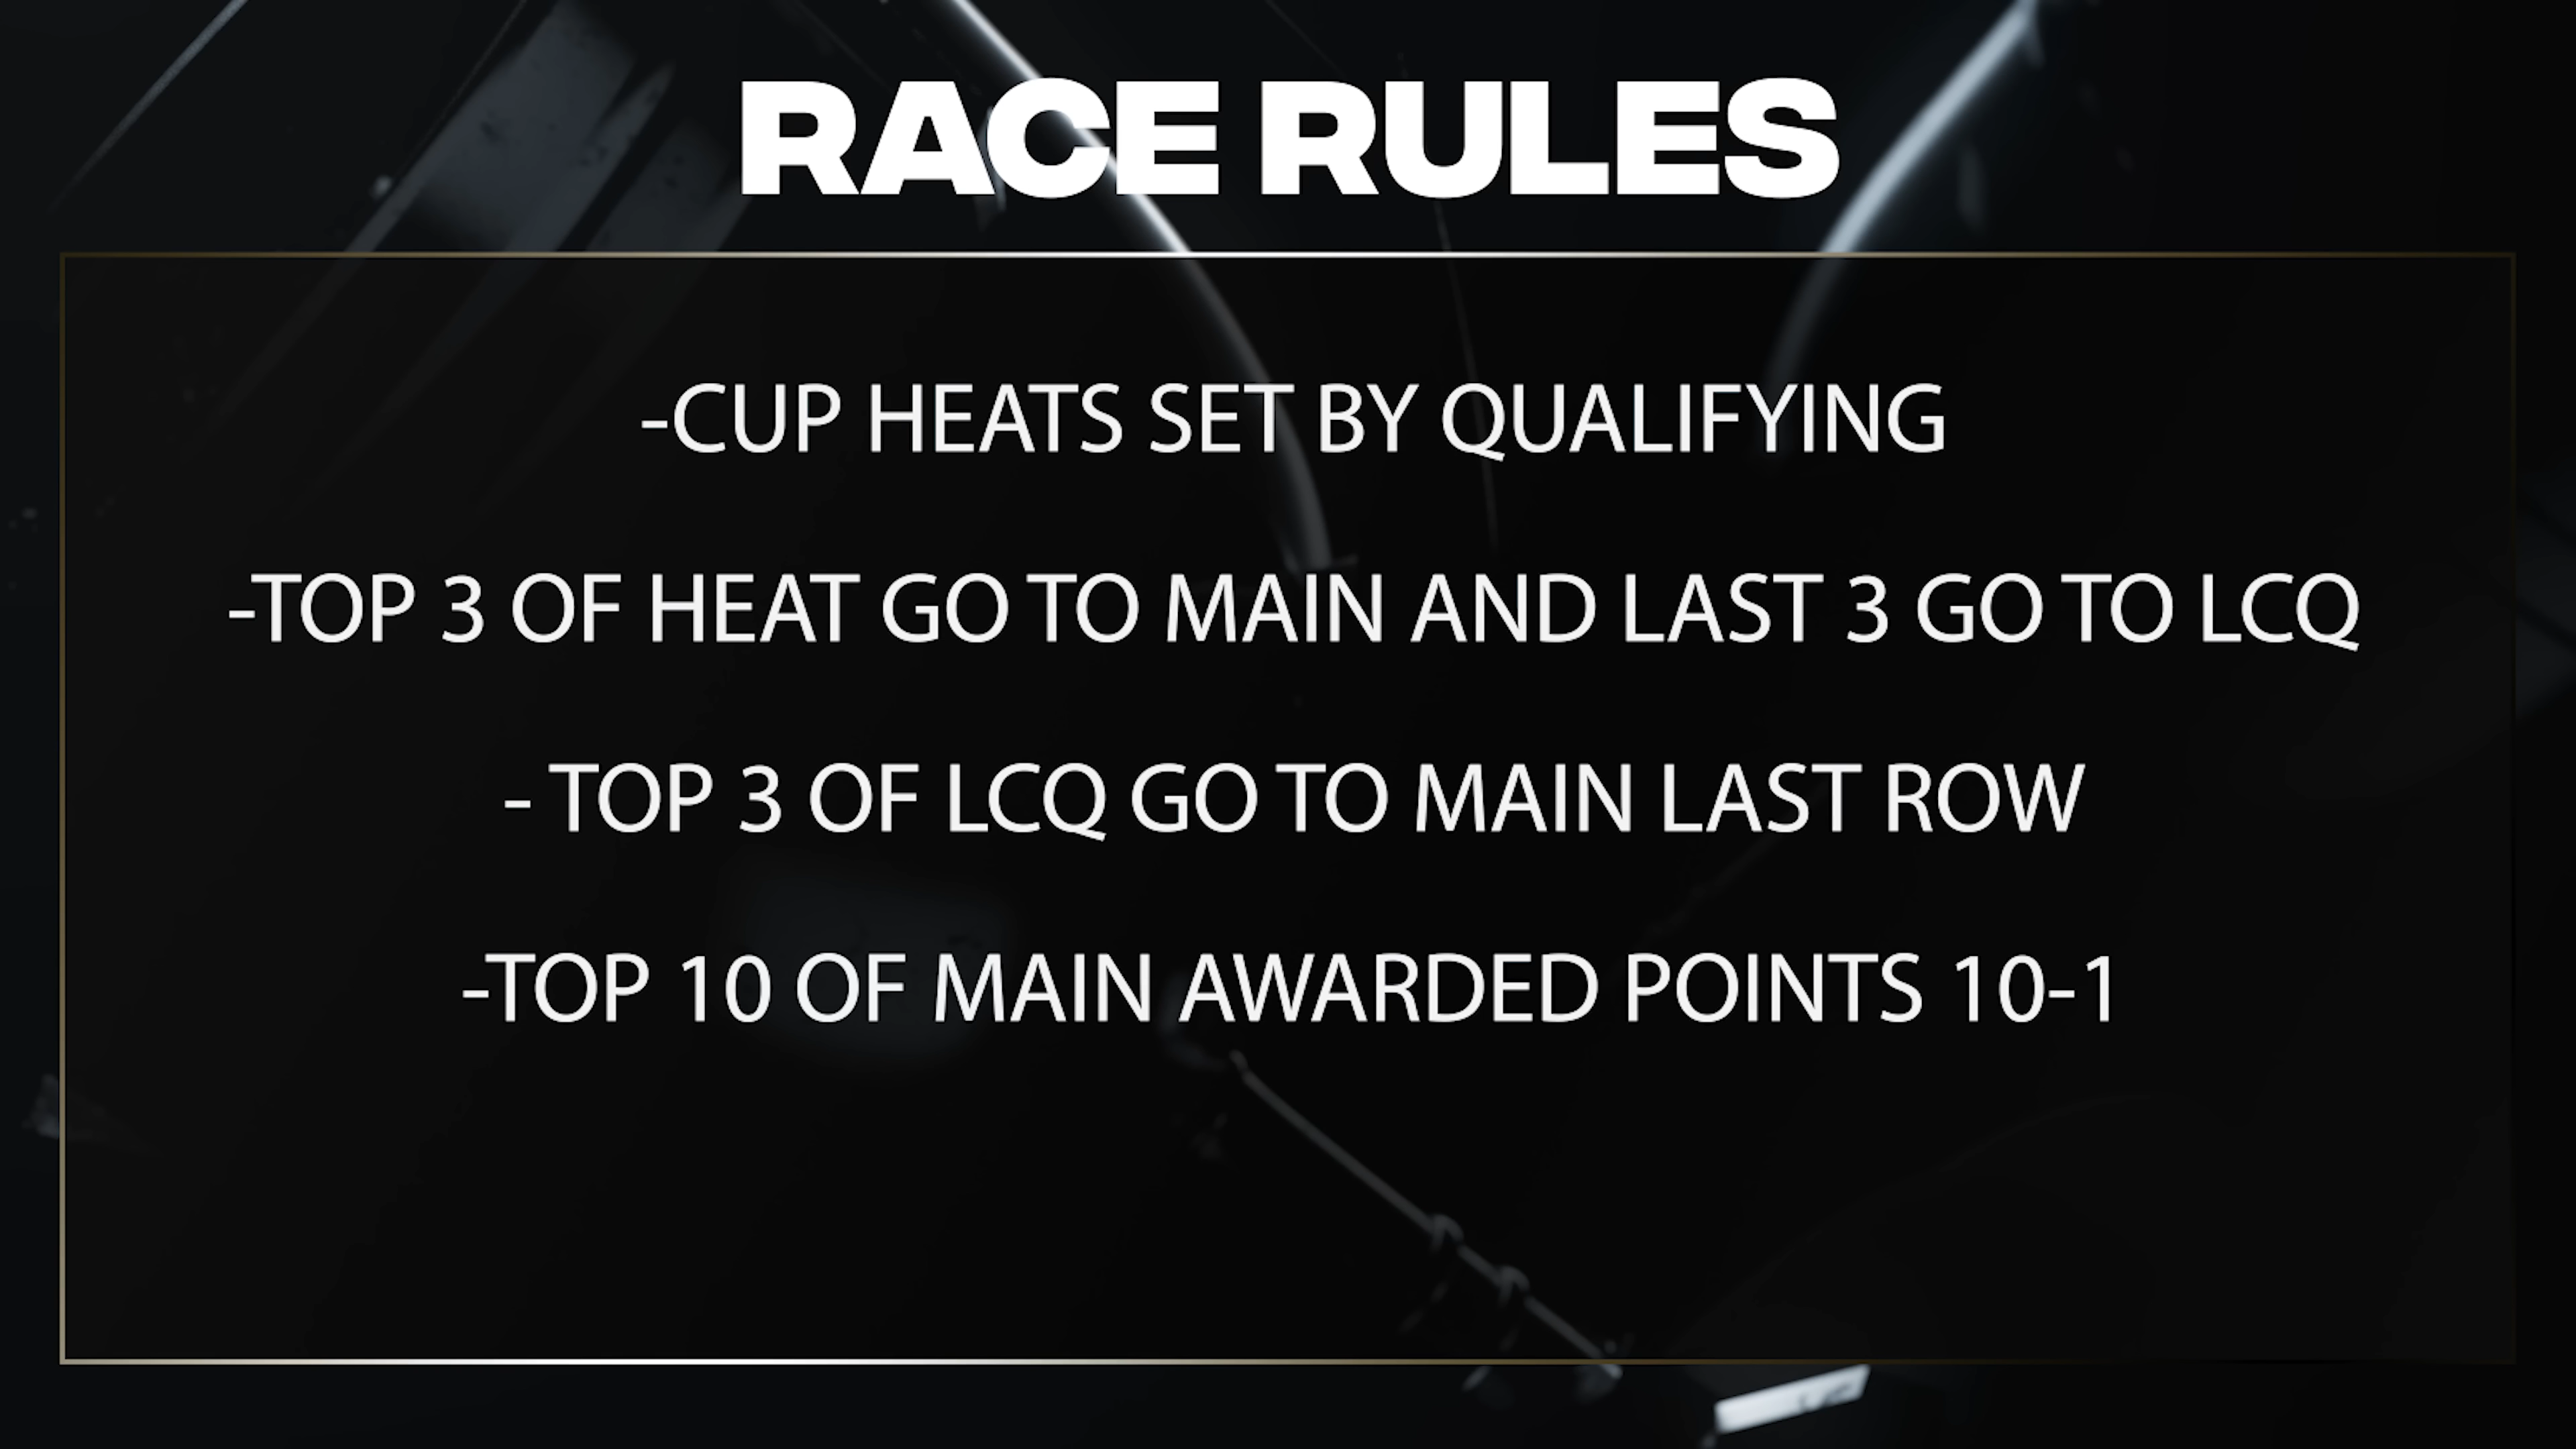 RACE RULES
-CUP HEATS SET BY QUALIFYING
-TOP 3 OF HEAT GO TO MAIN AND LAST 3 GO TO LCQ
- TOP 3 OF LCQ GO TO MAIN LAST ROW
-TOP 10 OF MAIN AWARDED POINTS 10-1